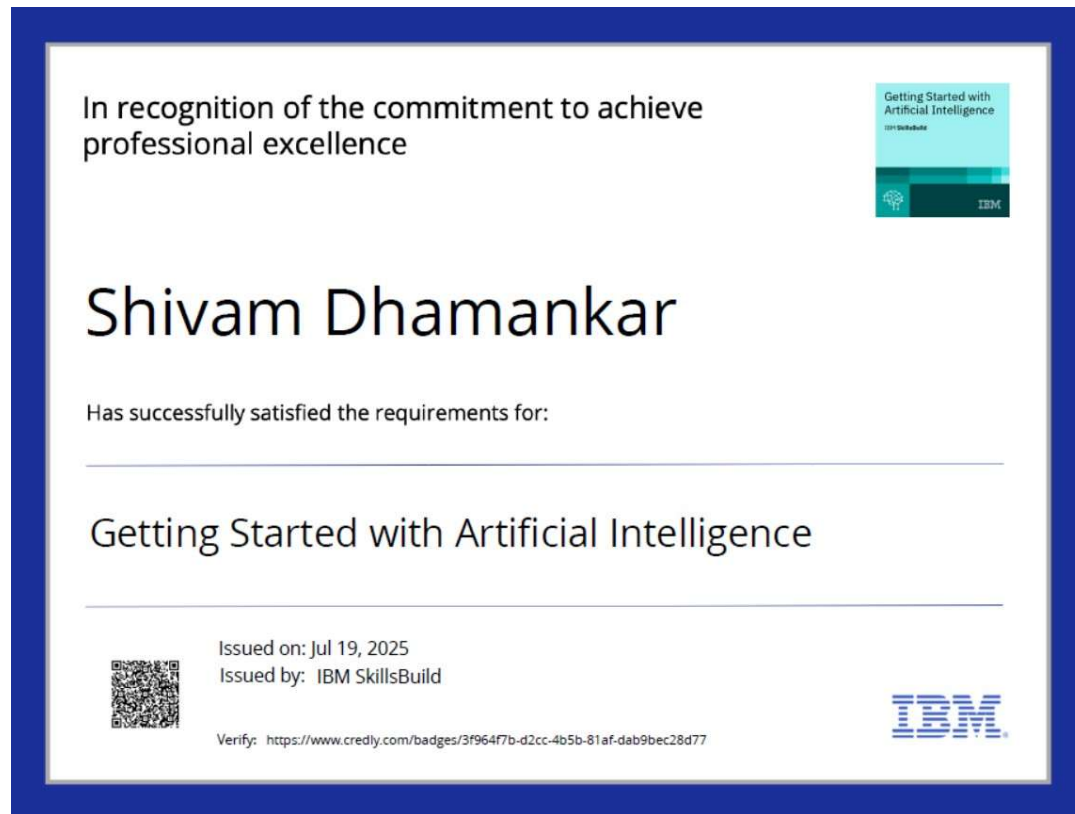 In recognition of the commitment to achieve
professional excellence
Getting Started with
Artificial Intelligence
IBM SkillsBuild
IBM
Shivam Dhamankar
Has successfully satisfied the requirements for:
Getting Started with Artificial Intelligence
Issued on: Jul 19, 2025
Issued by: IBM SkillsBuild
Verify: https://www.credly.com/badges/3f964f7b-d2cc-4b5b-81af-dab9bec28d77
IBM.